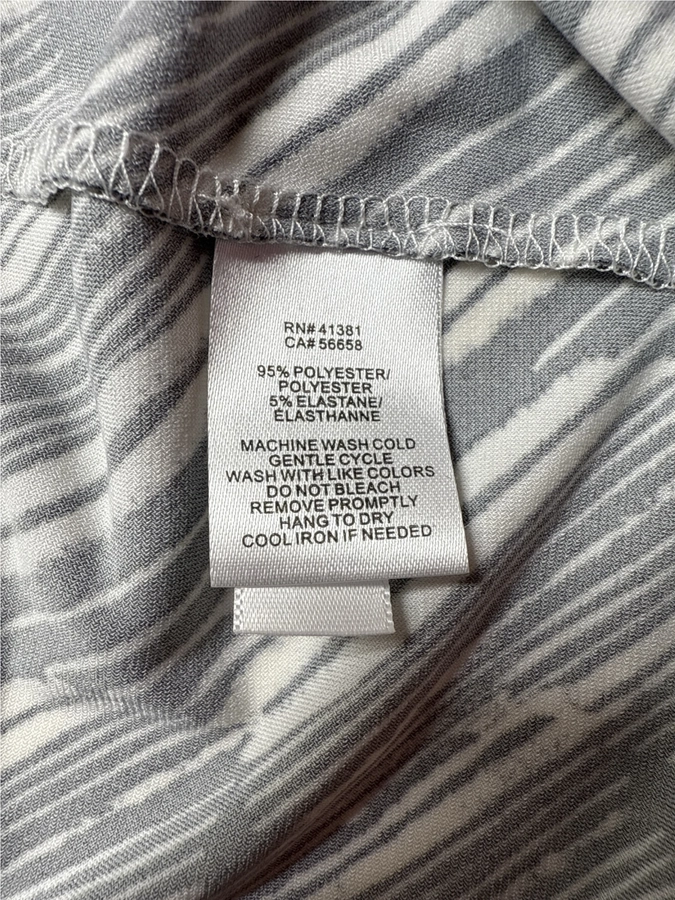 RN# 41381
CA# 56658
95% POLYESTER/
POLYESTER
5% ELASTANE/
ÉLASTHANNE
MACHINE WASH COLD
GENTLE CYCLE
WASH WITH LIKE COLORS
DO NOT BLEACH
REMOVE PROMPTLY
HANG TO DRY
COOL IRON IF NEEDED